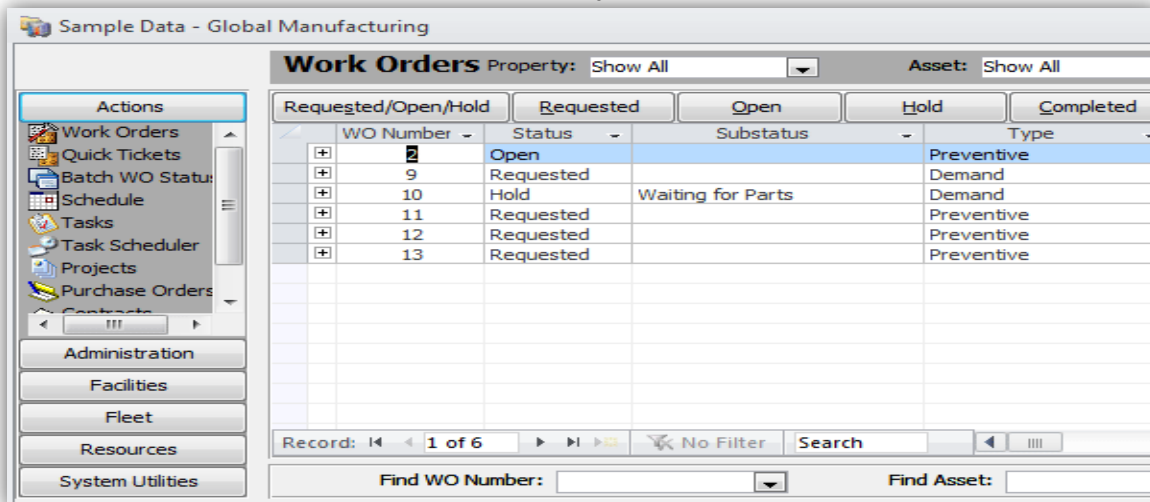 Sample Data - Global Manufacturing
Work Orders Property: Show All Asset: Show All
Actions
Requested/Open/Hold Requested Open Hold Completed
Work Orders
Quick Tickets
Batch WO Statu
Schedule
Tasks
Task Scheduler
Projects
Purchase Orders
Contracts
WO Number Status Substatus Type
2 Open Preventive
9 Requested Demand
10 Hold Waiting for Parts Demand
11 Requested Preventive
12 Requested Preventive
13 Requested Preventive
Administration
Facilities
Fleet
Resources
System Utilities
Record: 1 of 6 No Filter Search
Find WO Number: Find Asset: